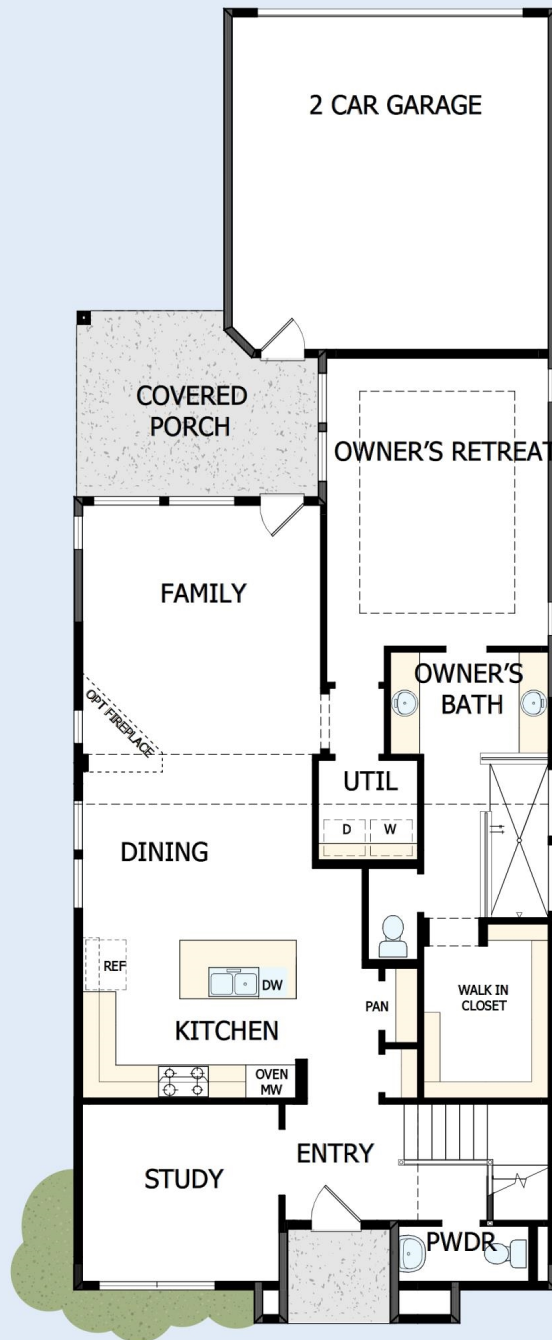 2 CAR GARAGE
COVERED
PORCH
OWNER'S RETREAT
FAMILY
OWNER'S
BATH
OPT FIREPLACE
UTIL
D
W
DINING
REF
DW
PAN
WALK IN
CLOSET
KITCHEN
OVEN
MW
STUDY
ENTRY
PWDR